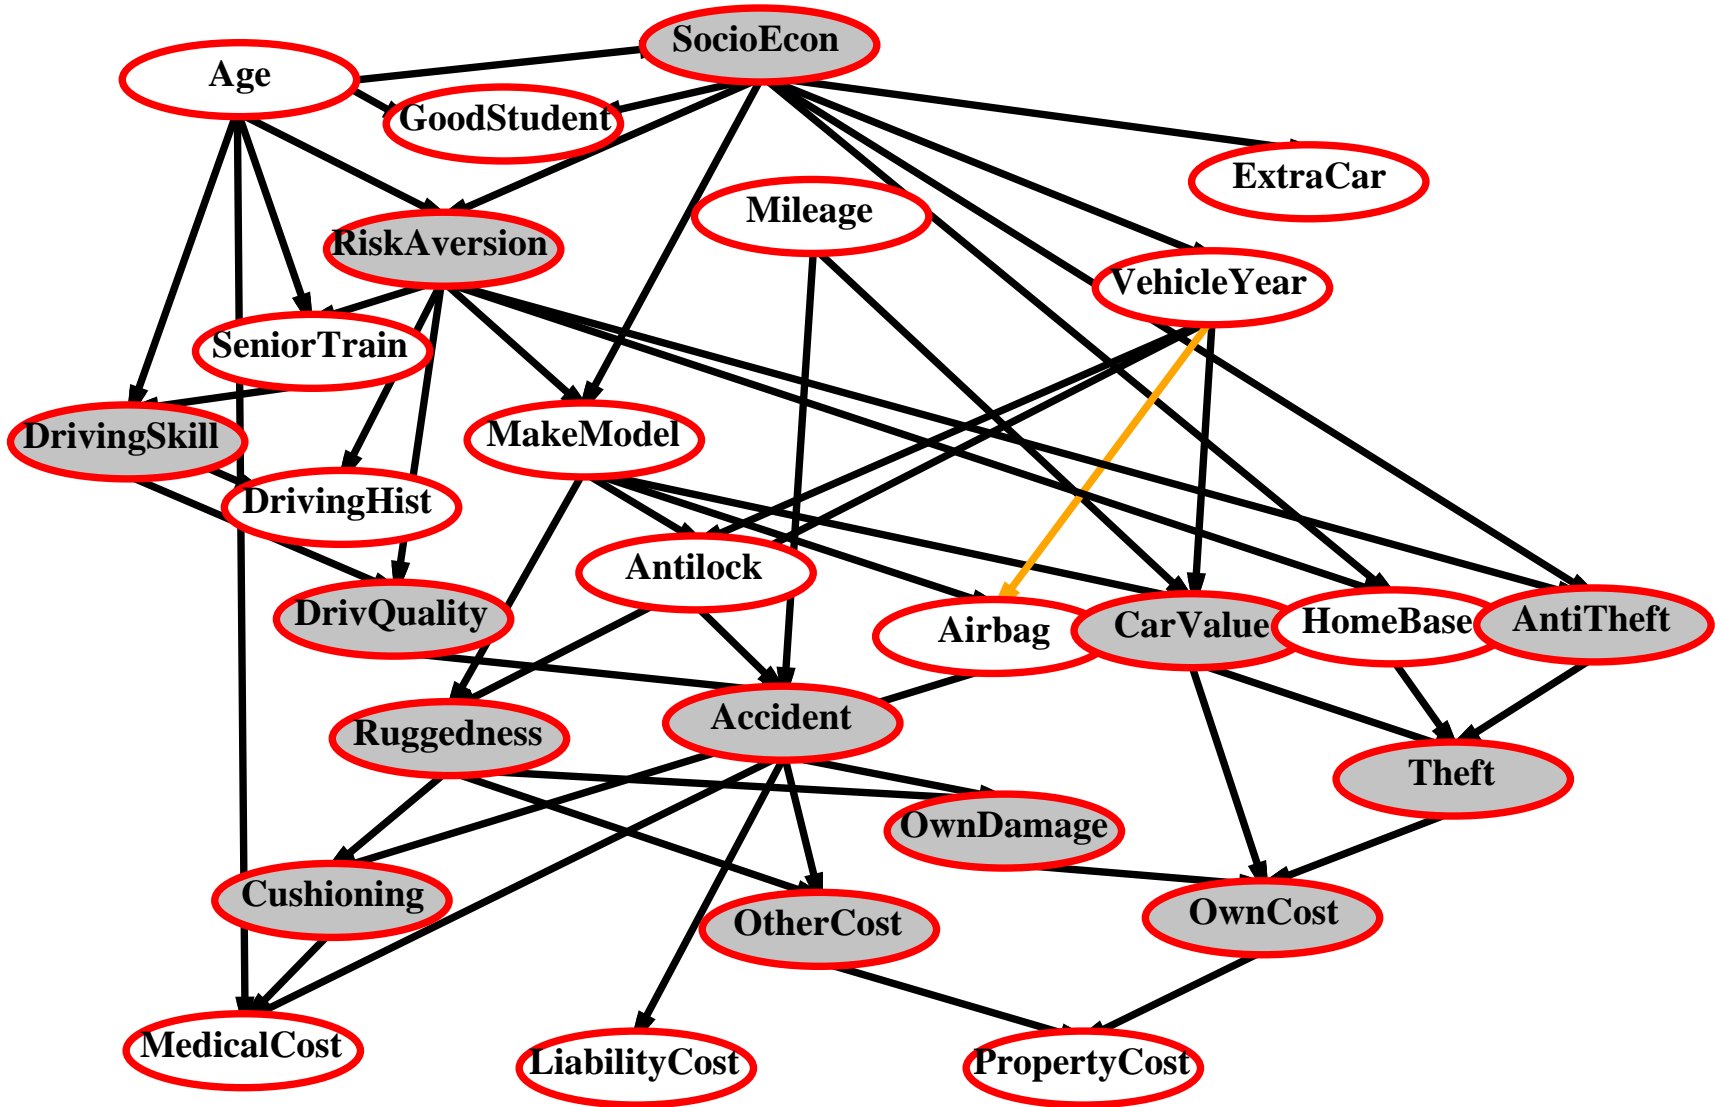 SocioEcon
Age
GoodStudent
ExtraCar
Mileage
RiskAversion
VehicleYear
SeniorTrain
DrivingSkill
MakeModel
DrivingHist
Antilock
DrivQuality
Airbag
CarValue
HomeBase
AntiTheft
Ruggedness
Accident
Theft
OwnDamage
Cushioning
OtherCost
OwnCost
MedicalCost
LiabilityCost
PropertyCost